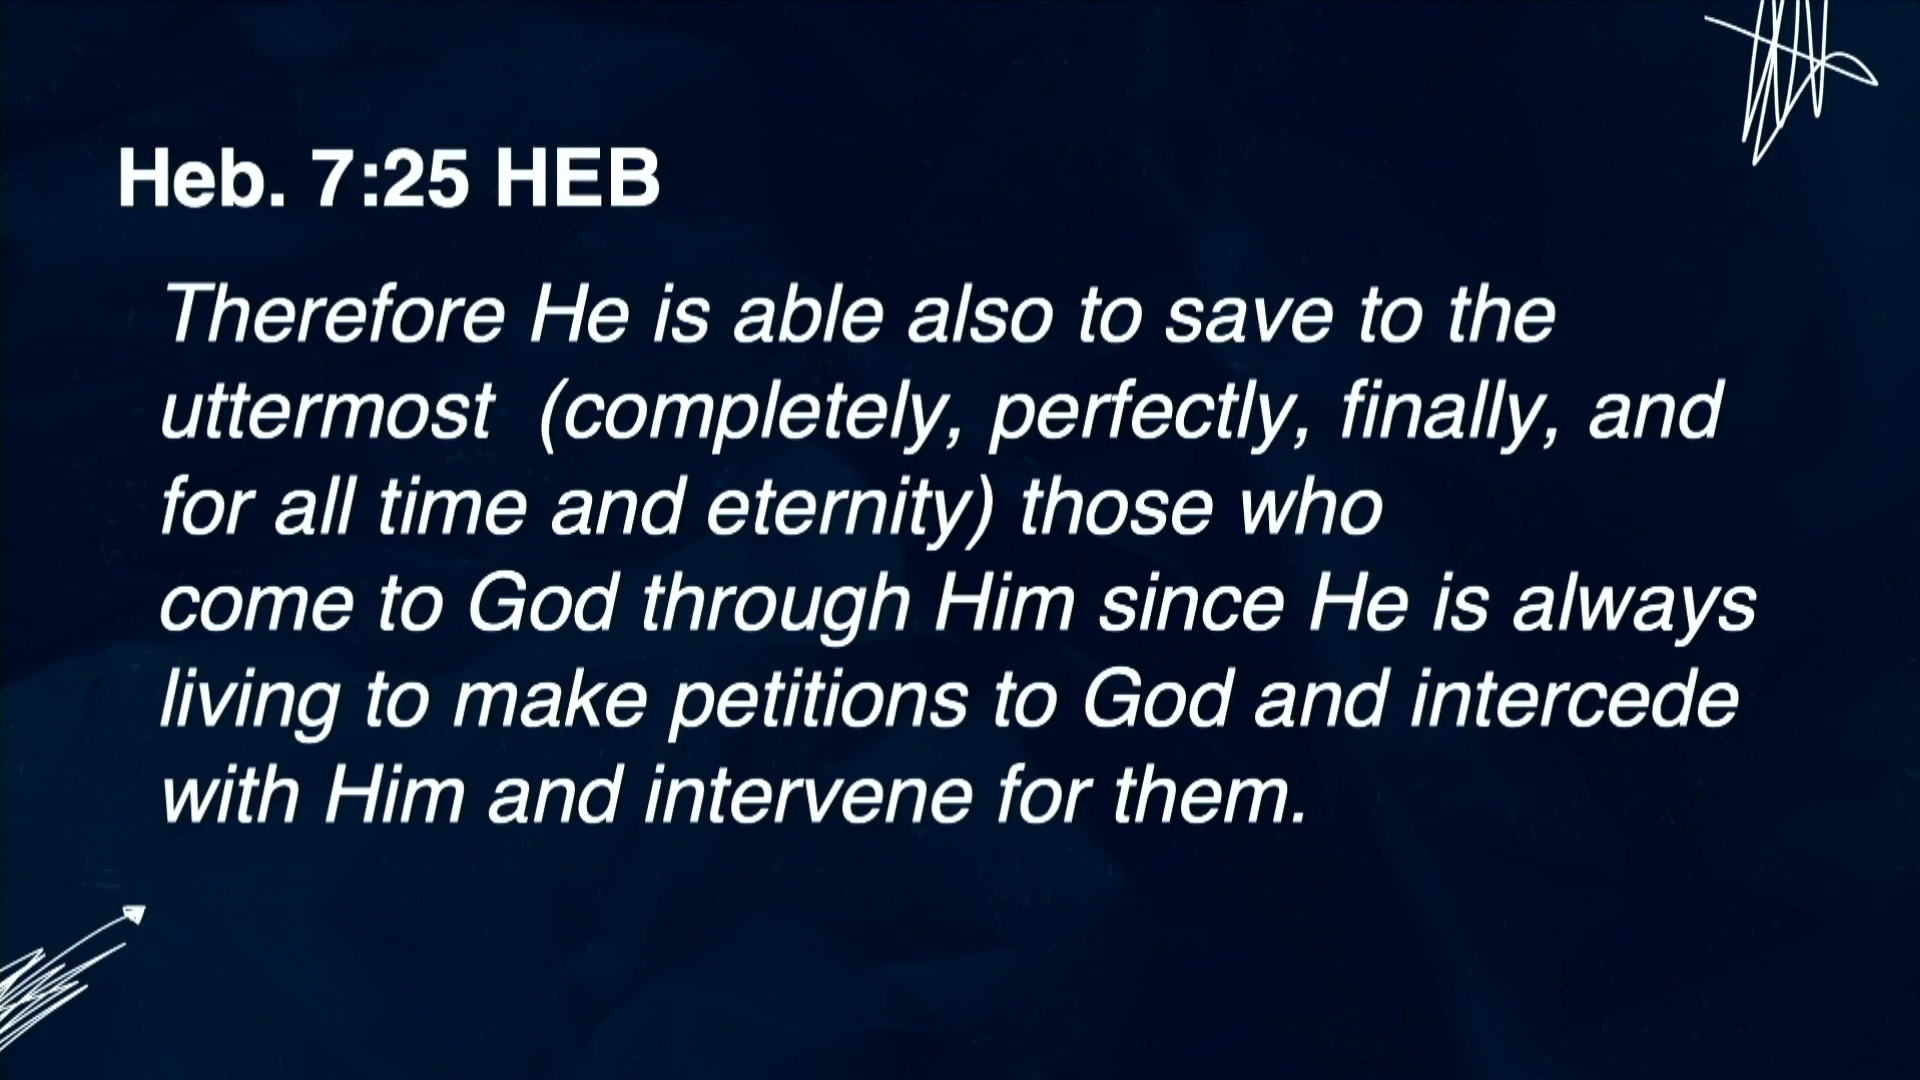 Heb. 7:25 HEB
Therefore He is able also to save to the
uttermost  (completely, perfectly, finally, and
for all time and eternity) those who
come to God through Him since He is always
living to make petitions to God and intercede
with Him and intervene for them.